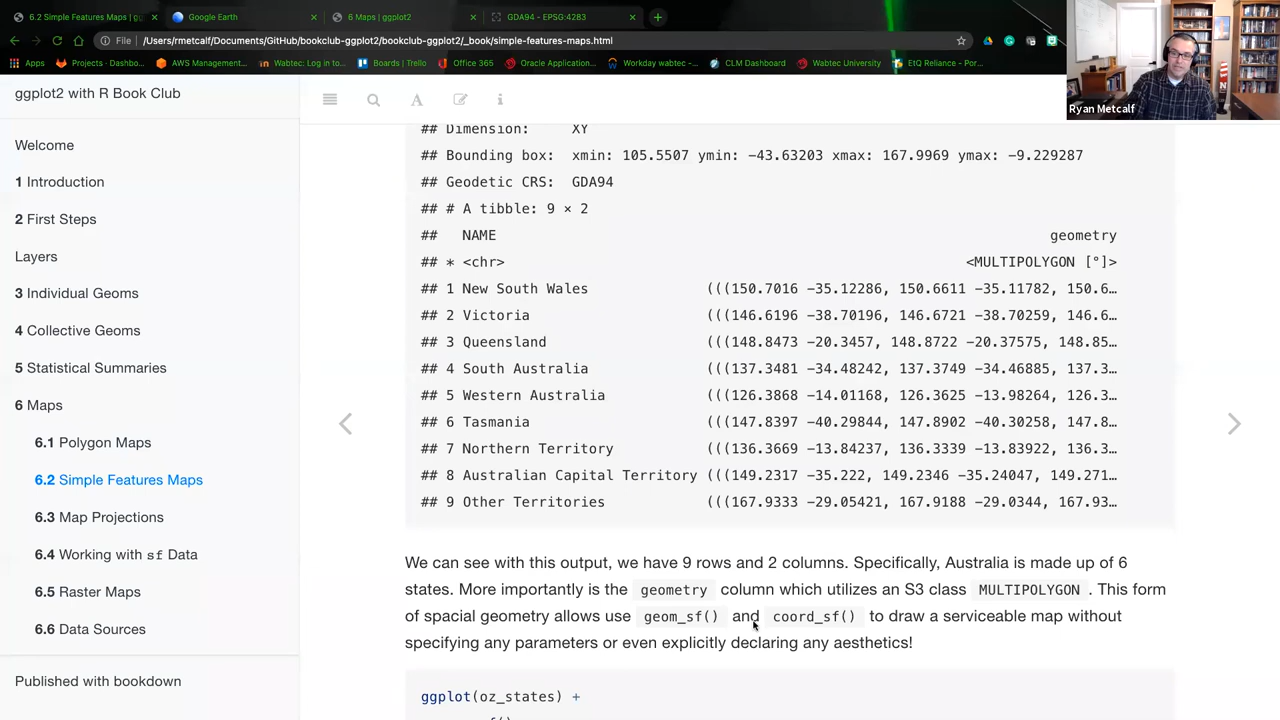 6.2 Simple Features Maps | gg
Google Earth
6 Maps | ggplot2
GDA94 - EPSG:4283
File | /Users/rmetcalf/Documents/GitHub/bookclub-ggplot2/bookclub-ggplot2/_book/simple-features-maps.html
Apps Projects - Dashbo... AWS Management... Wabtec: Log in to... Boards | Trello Office 365 Oracle Application... Workday wabtec -... CLM Dashboard Wabtec University EtQ Reliance - Por...
Ryan Metcalf
ggplot2 with R Book Club
Welcome
1 Introduction
2 First Steps
Layers
3 Individual Geoms
4 Collective Geoms
5 Statistical Summaries
6 Maps
6.1 Polygon Maps
6.2 Simple Features Maps
6.3 Map Projections
6.4 Working with sf Data
6.5 Raster Maps
6.6 Data Sources
Published with bookdown
## Dimension: XY
## Bounding box: xmin: 105.5507 ymin: -43.63203 xmax: 167.9969 ymax: -9.229287
## Geodetic CRS: GDA94
## # A tibble: 9 × 2
## NAME geometry
## * <chr> <MULTIPOLYGON [°]>
## 1 New South Wales (((150.7016 -35.12286, 150.6611 -35.11782, 150.6…
## 2 Victoria (((146.6196 -38.70196, 146.6721 -38.70259, 146.6…
## 3 Queensland (((148.8473 -20.3457, 148.8722 -20.37575, 148.85…
## 4 South Australia (((137.3481 -34.48242, 137.3749 -34.46885, 137.3…
## 5 Western Australia (((126.3868 -14.01168, 126.3625 -13.98264, 126.3…
## 6 Tasmania (((147.8397 -40.29844, 147.8902 -40.30258, 147.8…
## 7 Northern Territory (((136.3669 -13.84237, 136.3339 -13.83922, 136.3…
## 8 Australian Capital Territory (((149.2317 -35.222, 149.2346 -35.24047, 149.271…
## 9 Other Territories (((167.9333 -29.05421, 167.9188 -29.0344, 167.93…
We can see with this output, we have 9 rows and 2 columns. Specifically, Australia is made up of 6
states. More importantly is the geometry column which utilizes an S3 class MULTIPOLYGON . This form
of spacial geometry allows use geom_sf() and coord_sf() to draw a serviceable map without
specifying any parameters or even explicitly declaring any aesthetics!
ggplot(oz_states) +